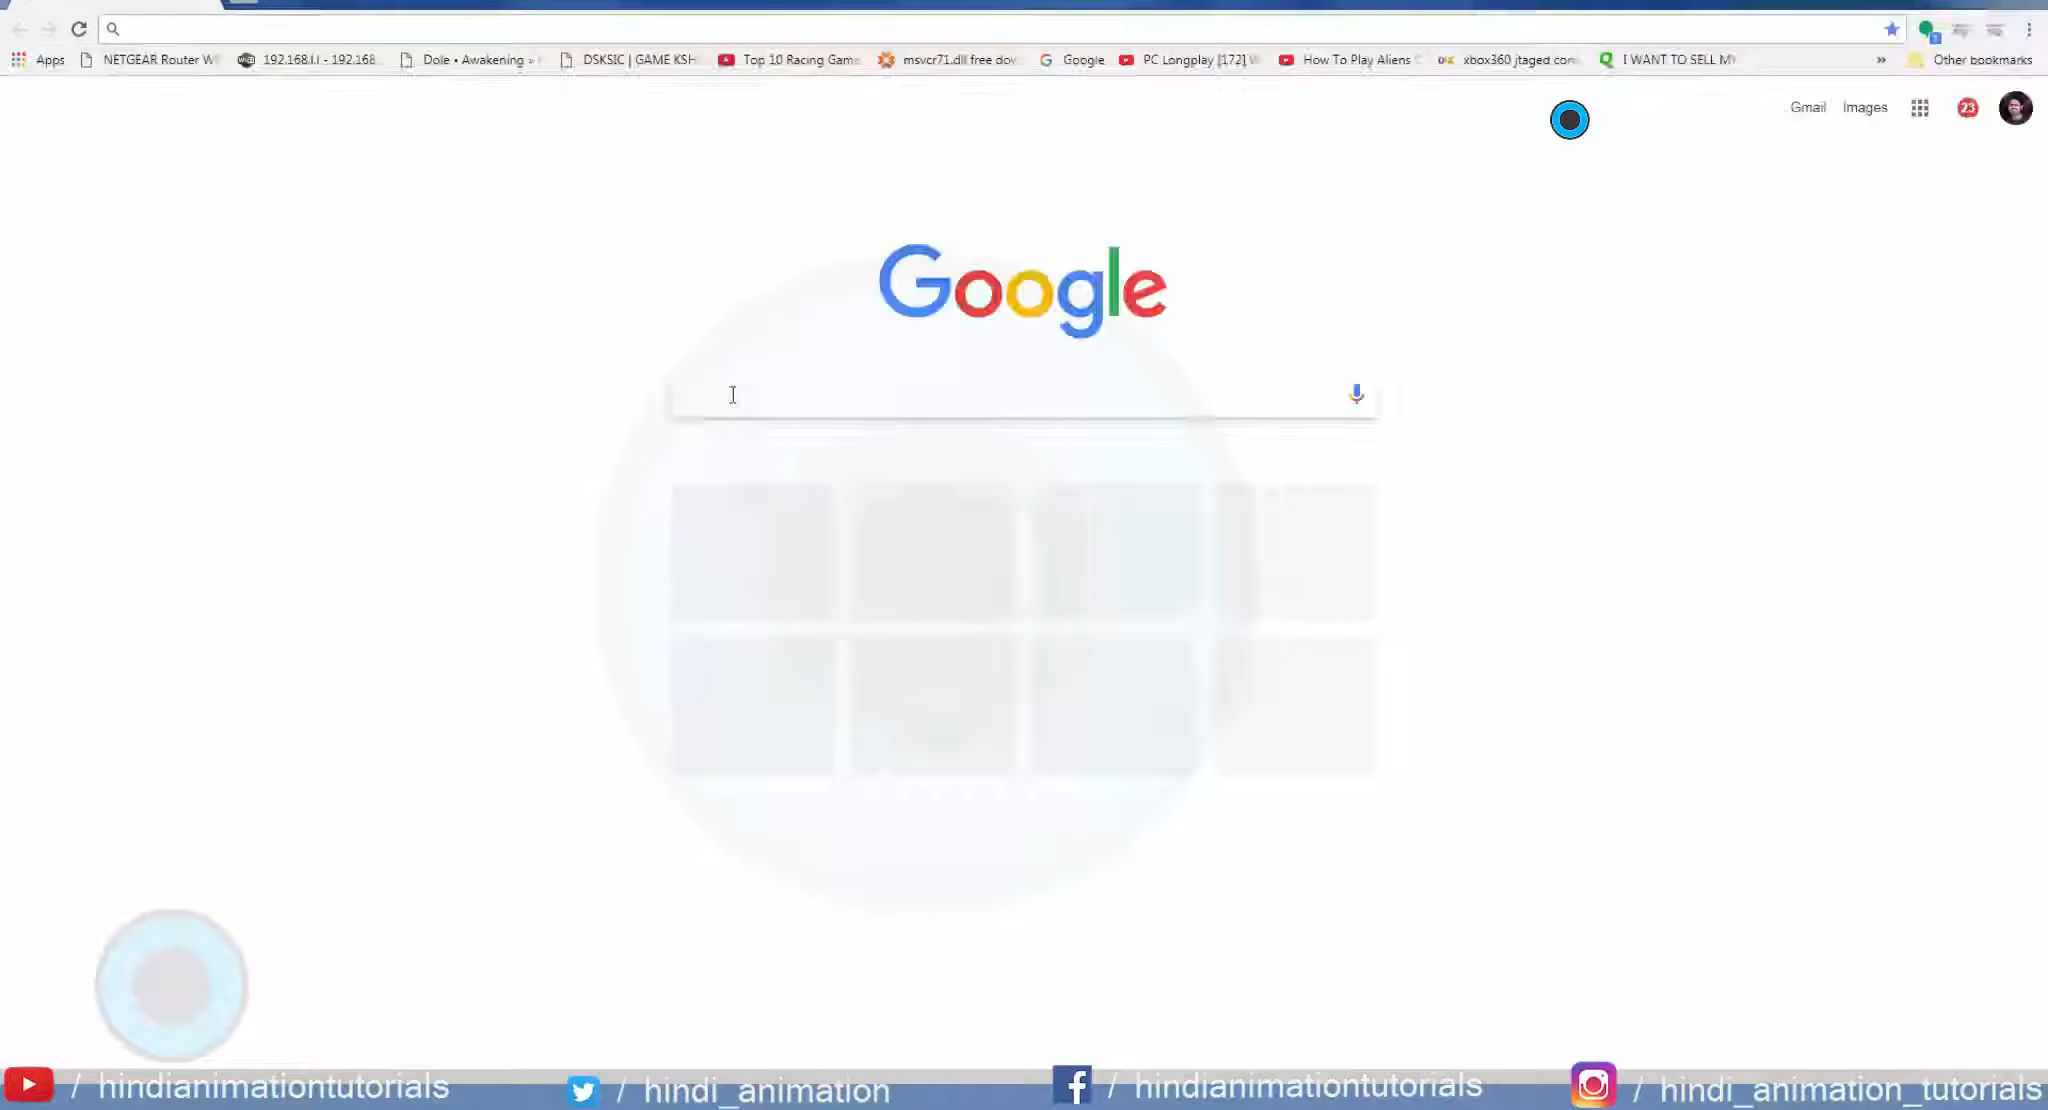 Apps NETGEAR Router W 192.168.l.l - 192.168. Dole • Awakening » DSKSIC | GAME KSH Top 10 Racing Game msvcr71.dll free dov Google PC Longplay [172] W How To Play Aliens C OLX xbox360 jtaged con I WANT TO SELL MY » Other bookmarks
Gmail Images 23
Google
/ hindianimationtutorials / hindi_animation / hindianimationtutorials / hindi_animation_tutorials